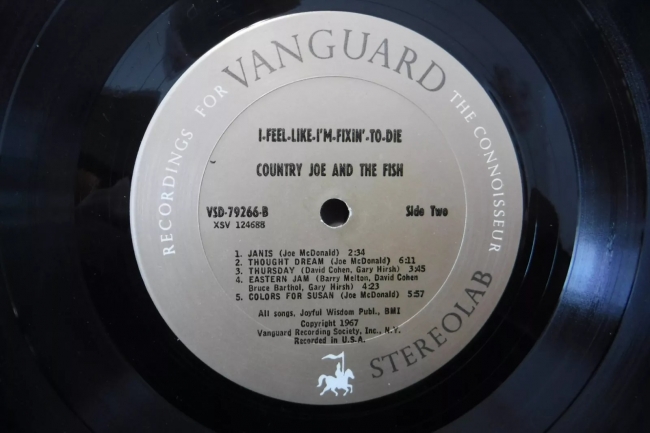 RECORDINGS FOR VANGUARD THE CONNOISSEUR
I-FEEL-LIKE-I'M-FIXIN'-TO-DIE
COUNTRY JOE AND THE FISH
VSD-79266-B Side Two
XSV 124688
1. JANIS (Joe McDonald) 2:34
2. THOUGHT DREAM (Joe McDonald) 6:11
3. THURSDAY (David Cohen, Gary Hirsh) 3:45
4. EASTERN JAM (Barry Melton, David Cohen
Bruce Barthol, Gary Hirsh) 4:23
5. COLORS FOR SUSAN (Joe McDonald) 5:57
All songs, Joyful Wisdom Publ., BMI
Copyright 1967
Vanguard Recording Society, Inc., N.Y.
Recorded in U.S.A.
STEREOLAB